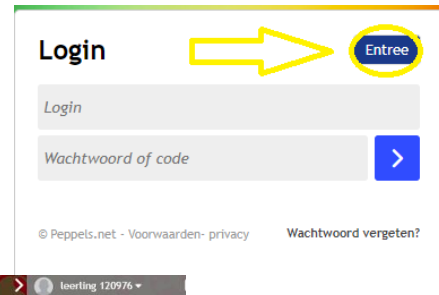 Login
Entree
Login
Wachtwoord of code
© Peppels.net - Voorwaarden- privacy
Wachtwoord vergeten?
leerling 120976